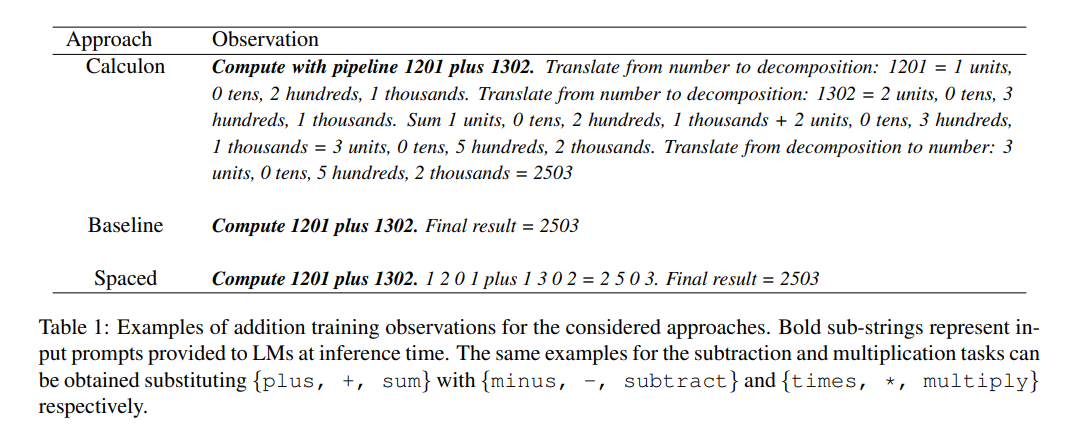 Approach Observation
Calculon Compute with pipeline 1201 plus 1302. Translate from number to decomposition: 1201 = 1 units,
0 tens, 2 hundreds, 1 thousands. Translate from number to decomposition: 1302 = 2 units, 0 tens, 3
hundreds, 1 thousands. Sum 1 units, 0 tens, 2 hundreds, 1 thousands + 2 units, 0 tens, 3 hundreds,
1 thousands = 3 units, 0 tens, 5 hundreds, 2 thousands. Translate from decomposition to number: 3
units, 0 tens, 5 hundreds, 2 thousands = 2503
Baseline Compute 1201 plus 1302. Final result = 2503
Spaced Compute 1201 plus 1302. 1 2 0 1 plus 1 3 0 2 = 2 5 0 3. Final result = 2503
Table 1: Examples of addition training observations for the considered approaches. Bold sub-strings represent in-
put prompts provided to LMs at inference time. The same examples for the subtraction and multiplication tasks can
be obtained substituting {plus, +, sum} with {minus, -, subtract} and {times, *, multiply}
respectively.